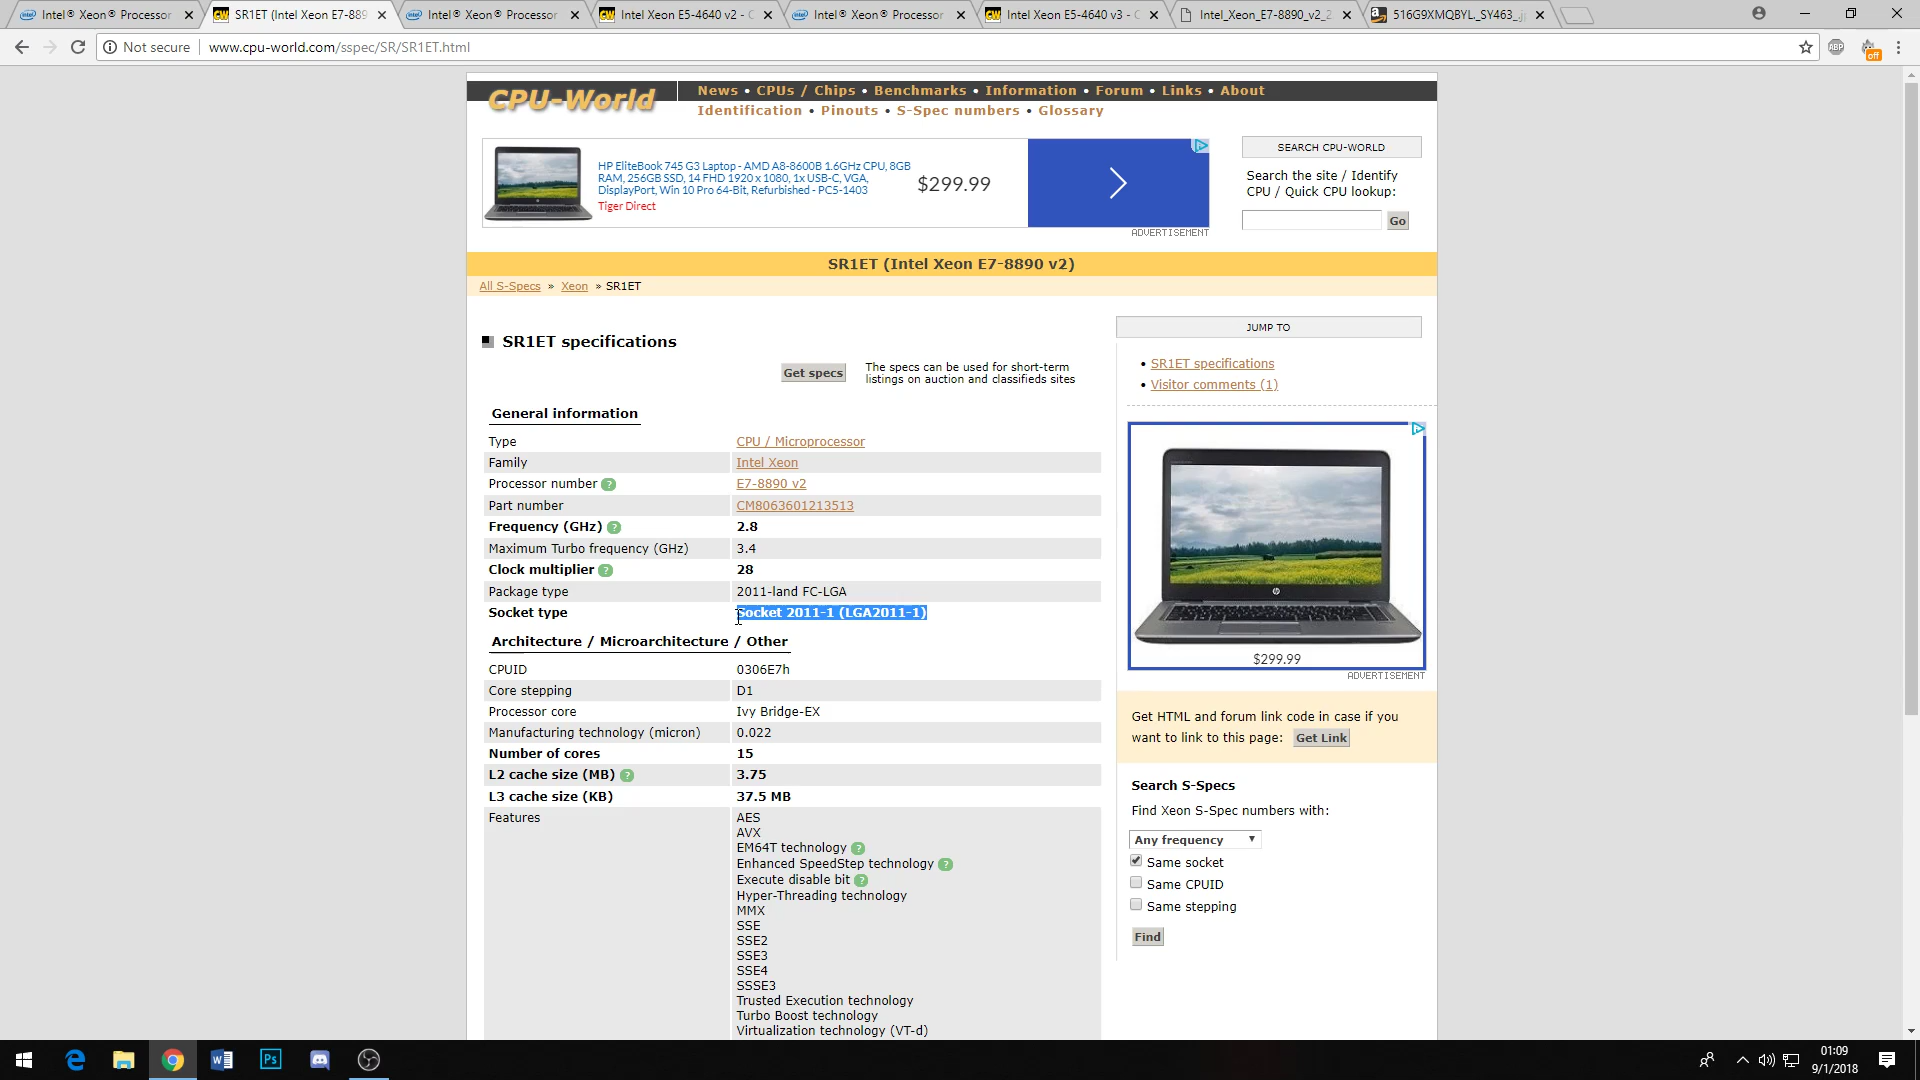 Intel® Xeon® Processor
SR1ET (Intel Xeon E7-889
Intel® Xeon® Processor
Intel Xeon E5-4640 v2 - C
Intel® Xeon® Processor
Intel Xeon E5-4640 v3 - C
Intel_Xeon_E7-8890_v2_2
516G9XMQBYL._SY463_.j
Not secure
www.cpu-world.com/sspec/SR/SR1ET.html
ABP
off
CPU-World
News • CPUs / Chips • Benchmarks • Information • Forum • Links • About
Identification • Pinouts • S-Spec numbers • Glossary
HP EliteBook 745 G3 Laptop - AMD A8-8600B 1.6GHz CPU, 8GB
RAM, 256GB SSD, 14 FHD 1920 x 1080, 1x USB-C, VGA,
DisplayPort, Win 10 Pro 64-Bit, Refurbished - PC5-1403
Tiger Direct
$299.99
ADVERTISEMENT
SEARCH CPU-WORLD
Search the site / Identify
CPU / Quick CPU lookup:
Go
SR1ET (Intel Xeon E7-8890 v2)
All S-Specs » Xeon » SR1ET
SR1ET specifications
Get specs
The specs can be used for short-term
listings on auction and classifieds sites
General information
Type CPU / Microprocessor
Family Intel Xeon
Processor number ? E7-8890 v2
Part number CM8063601213513
Frequency (GHz) ? 2.8
Maximum Turbo frequency (GHz) 3.4
Clock multiplier ? 28
Package type 2011-land FC-LGA
Socket type Socket 2011-1 (LGA2011-1)
Architecture / Microarchitecture / Other
CPUID 0306E7h
Core stepping D1
Processor core Ivy Bridge-EX
Manufacturing technology (micron) 0.022
Number of cores 15
L2 cache size (MB) ? 3.75
L3 cache size (KB) 37.5 MB
Features AES
AVX
EM64T technology ?
Enhanced SpeedStep technology ?
Execute disable bit ?
Hyper-Threading technology
MMX
SSE
SSE2
SSE3
SSE4
SSSE3
Trusted Execution technology
Turbo Boost technology
Virtualization technology (VT-d)
JUMP TO
• SR1ET specifications
• Visitor comments (1)
$299.99
ADVERTISEMENT
Get HTML and forum link code in case if you
want to link to this page: Get Link
Search S-Specs
Find Xeon S-Spec numbers with:
Any frequency
Same socket
Same CPUID
Same stepping
Find
Ps
01:09
9/1/2018